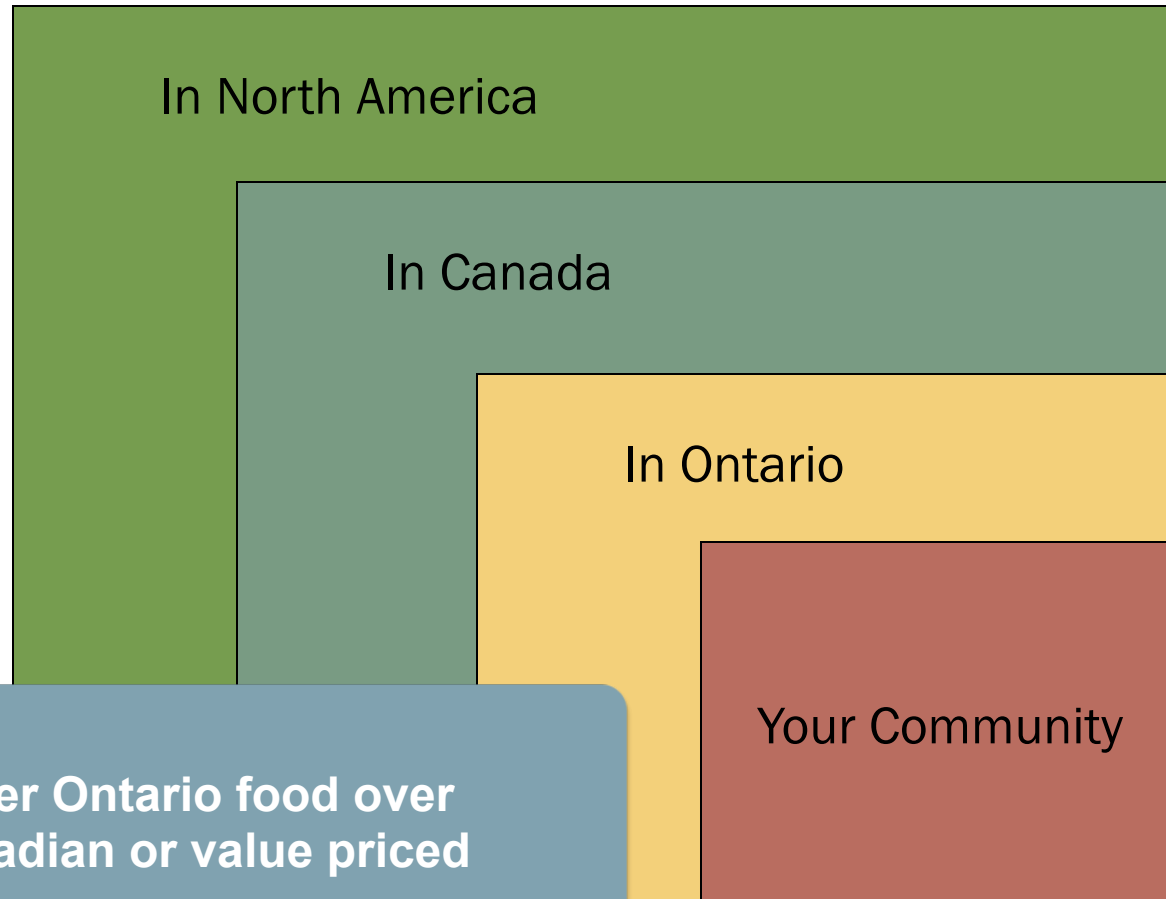 In North America
In Canada
In Ontario
Your Community
er Ontario food over
adian or value priced